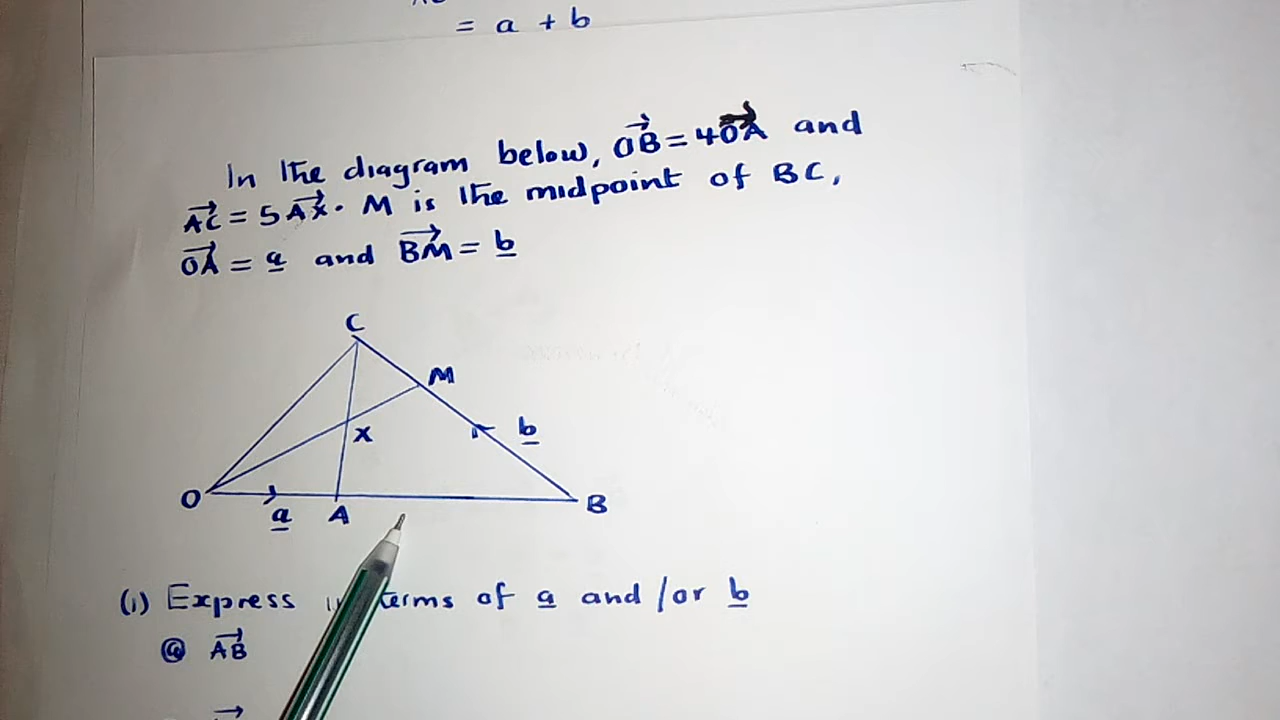 = a + b
In the diagram below, OB = 4OA and
AC = 5AX. M is the midpoint of BC,
OA = a and BM = b
C
M
X
b
O
a
A
B
(i) Express terms of a and/or b
@ AB